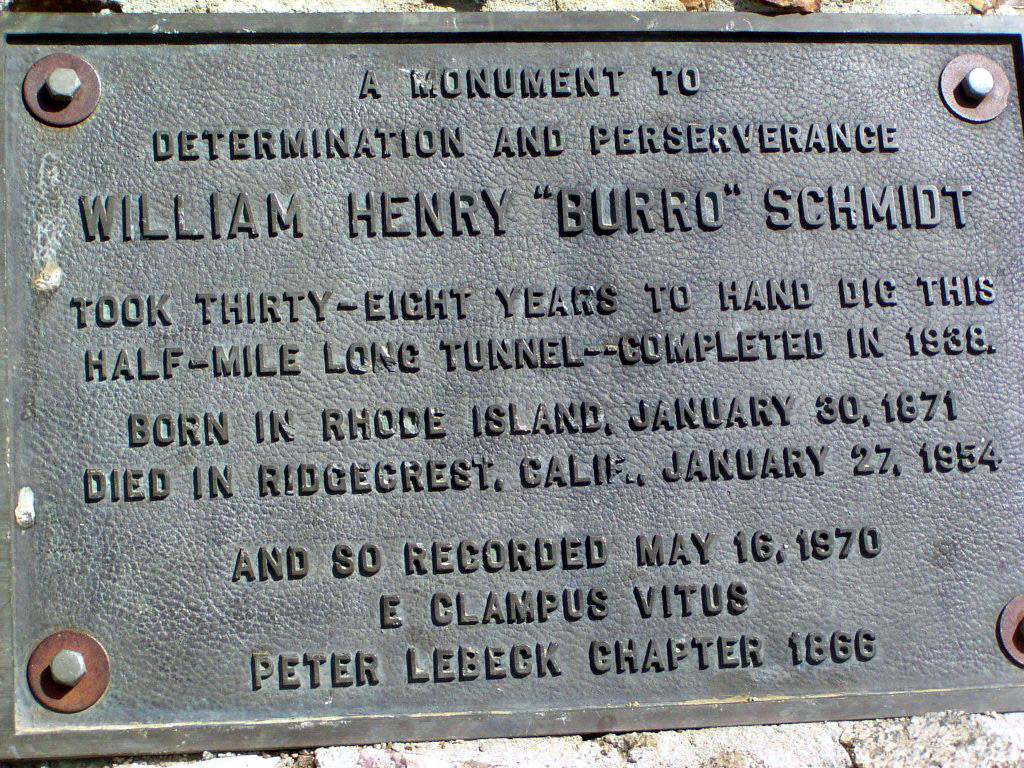 A MONUMENT TO
DETERMINATION AND PERSERVERANCE
WILLIAM HENRY "BURRO" SCHMIDT
TOOK THIRTY-EIGHT YEARS TO HAND DIG THIS
HALF-MILE LONG TUNNEL--COMPLETED IN 1938.
BORN IN RHODE ISLAND, JANUARY 30, 1871
DIED IN RIDGECREST, CALIF., JANUARY 27, 1954
AND SO RECORDED MAY 16, 1970
E CLAMPUS VITUS
PETER LEBECK CHAPTER 1866